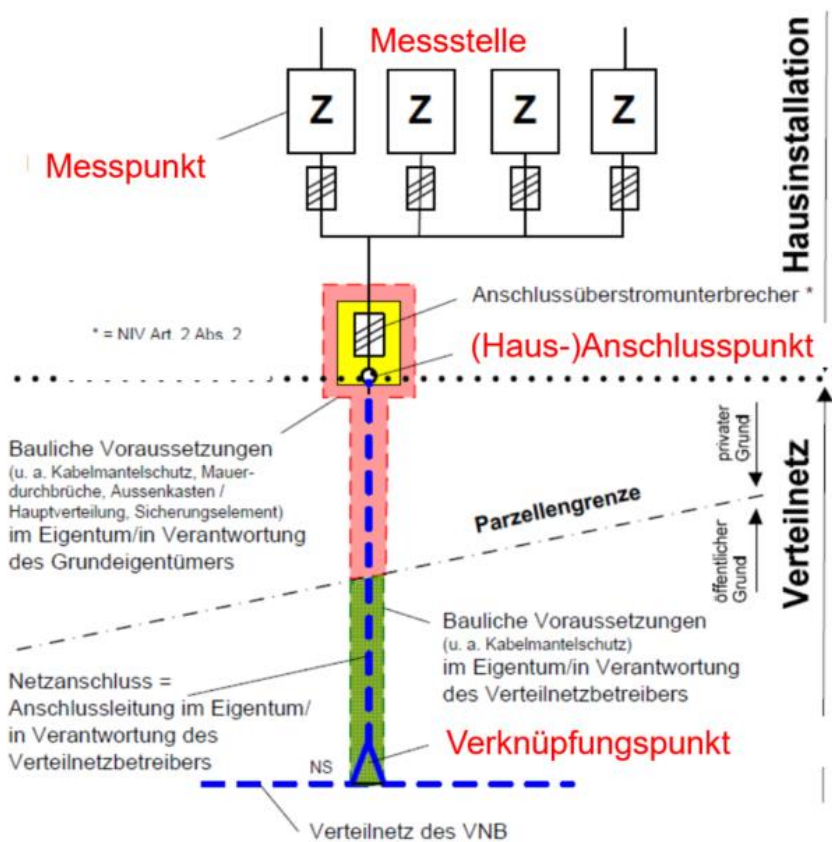 Messstelle
Z
Z
Z
Z
Messpunkt
Hausinstallation
Anschlussüberstromunterbrecher *
* = NIV Art. 2 Abs. 2
(Haus-)Anschlusspunkt
Bauliche Voraussetzungen
(u. a. Kabelmantelschutz, Mauer-
durchbrüche, Aussenkasten /
Hauptverteilung, Sicherungselement)
im Eigentum/in Verantwortung
des Grundeigentümers
privater
Grund
Parzellengrenze
öffentlicher
Grund
Verteilnetz
Bauliche Voraussetzungen
(u. a. Kabelmantelschutz)
im Eigentum/in Verantwortung
des Verteilnetzbetreibers
Netzanschluss =
Anschlussleitung im Eigentum/
in Verantwortung des
Verteilnetzbetreibers
Verknüpfungspunkt
NS
Verteilnetz des VNB